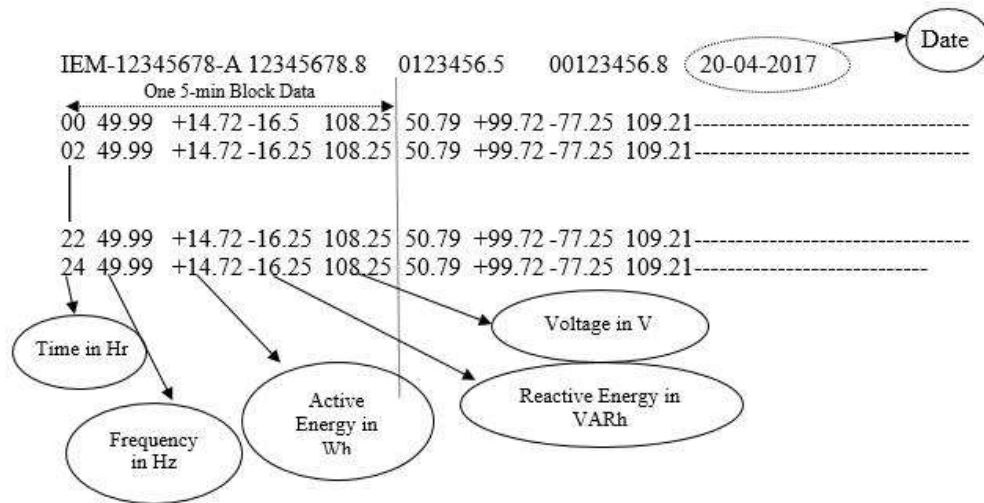 Date
IEM-12345678-A 12345678.8 0123456.5 00123456.8 20-04-2017
One 5-min Block Data
00 49.99 +14.72 -16.5 108.25 50.79 +99.72 -77.25 109.21--------------------------------
02 49.99 +14.72 -16.25 108.25 50.79 +99.72 -77.25 109.21--------------------------------
22 49.99 +14.72 -16.25 108.25 50.79 +99.72 -77.25 109.21--------------------------------
24 49.99 +14.72 -16.25 108.25 50.79 +99.72 -77.25 109.21---------------------------
Voltage in V
Time in Hr
Active
Energy in
Wh
Reactive Energy in
VARh
Frequency
in Hz